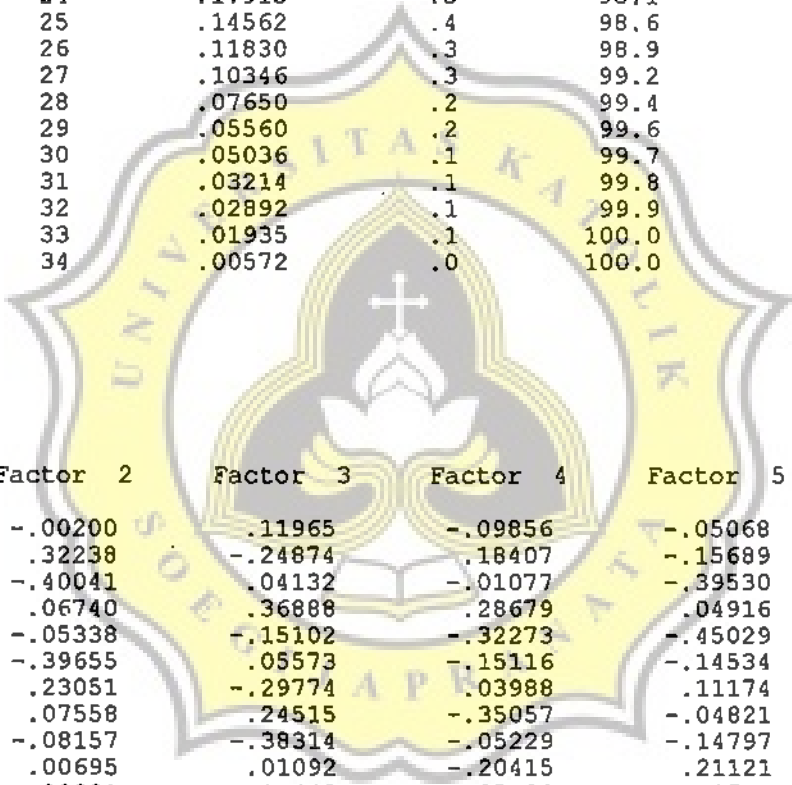 25 .14562 .4 98.6
26 .11830 .3 98.9
27 .10346 .3 99.2
28 .07650 .2 99.4
29 .05560 .2 99.6
30 .05036 .1 99.7
31 .03214 .1 99.8
32 .02892 .1 99.9
33 .01935 .1 100.0
34 .00572 .0 100.0
UNIVERSITAS KATOLIK
SOEGIJAPRANATA
Factor 2 Factor 3 Factor 4 Factor 5
-.00200 .11965 -.09856 -.05068
.32238 -.24874 .18407 -.15689
-.40041 .04132 -.01077 -.39530
.06740 .36888 .28679 .04916
-.05338 -.15102 -.32273 -.45029
-.39655 .05573 -.15116 -.14534
.23051 -.29774 .03988 .11174
.07558 .24515 -.35057 -.04821
-.08157 -.38314 -.05229 -.14797
.00695 .01092 -.20415 .21121